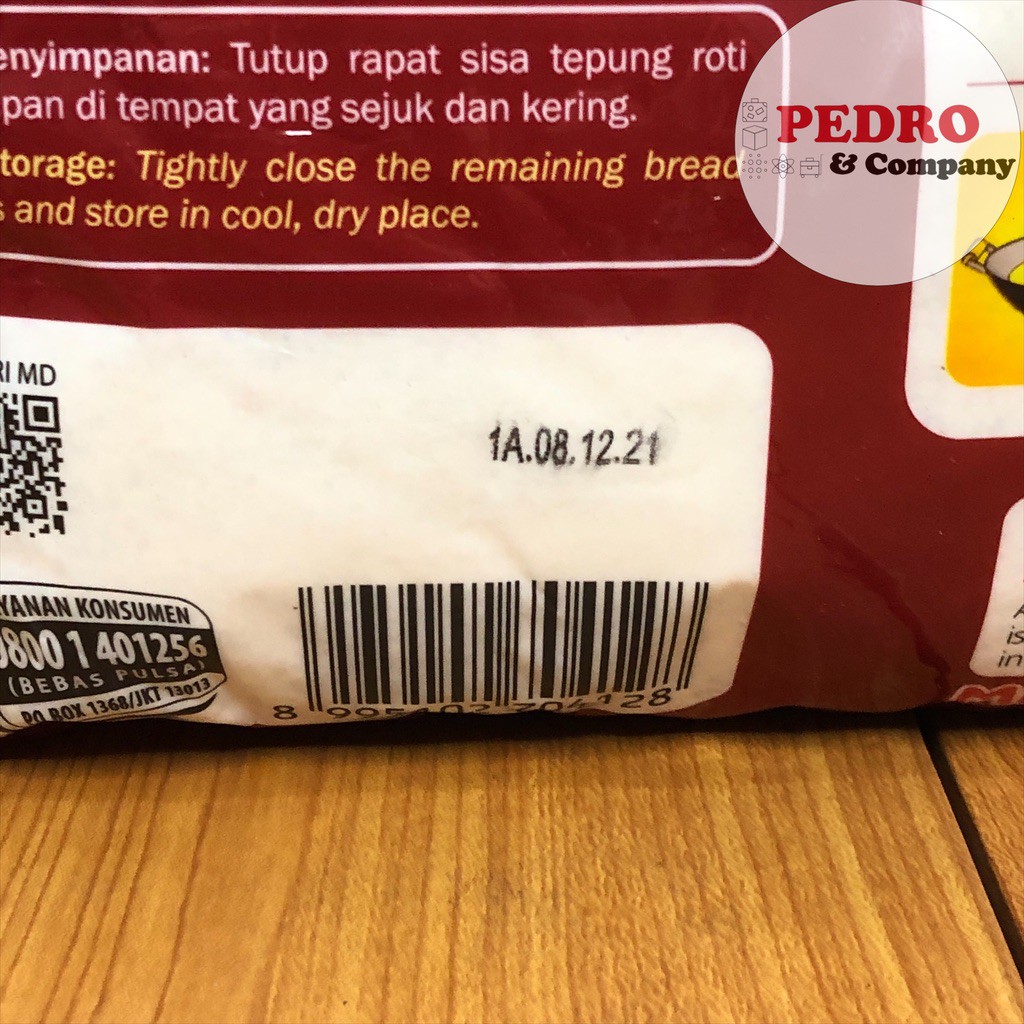 enyimpanan: Tutup rapat sisa tepung roti
pan di tempat yang sejuk dan kering.
torage: Tightly close the remaining bread
s and store in cool, dry place.
PEDRO
& Company
RI MD
1A.08.12.21
YANAN KONSUMEN
0800 1 401256
(BEBAS PULSA)
PO BOX 1368/JKT 13013
is
in